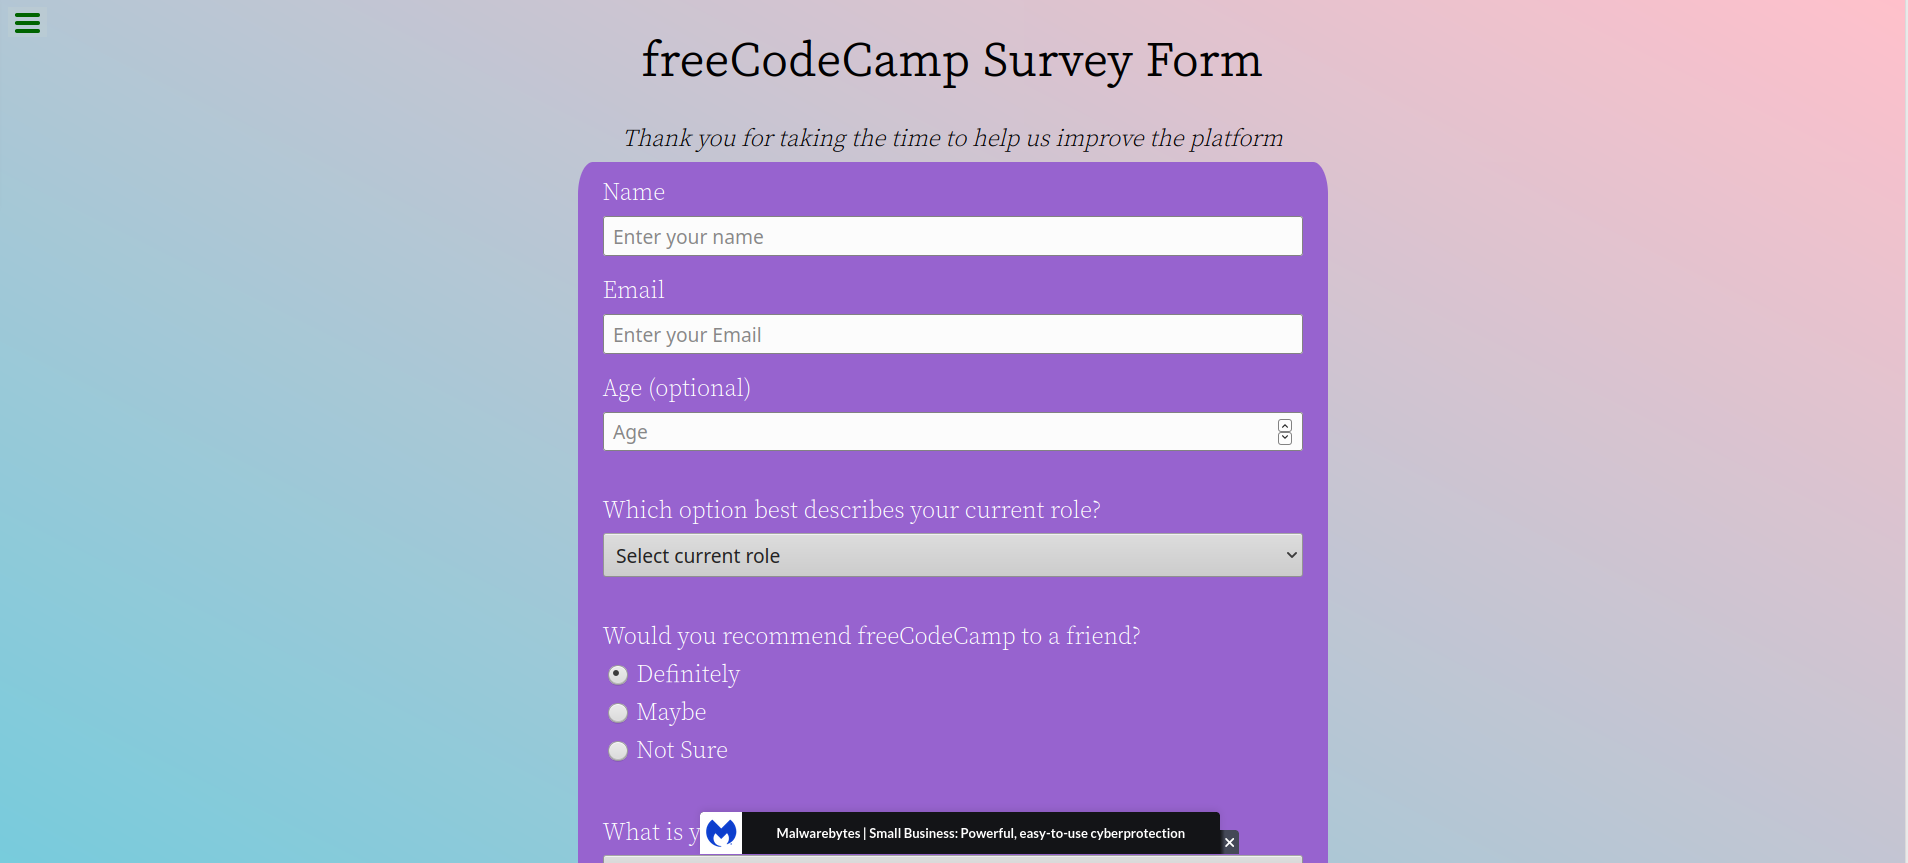 freeCodeCamp Survey Form
Thank you for taking the time to help us improve the platform
Name
Enter your name
Email
Enter your Email
Age (optional)
Age
Which option best describes your current role?
Select current role
Would you recommend freeCodeCamp to a friend?
Definitely
Maybe
Not Sure
What is
Malwarebytes | Small Business: Powerful, easy-to-use cyberprotection